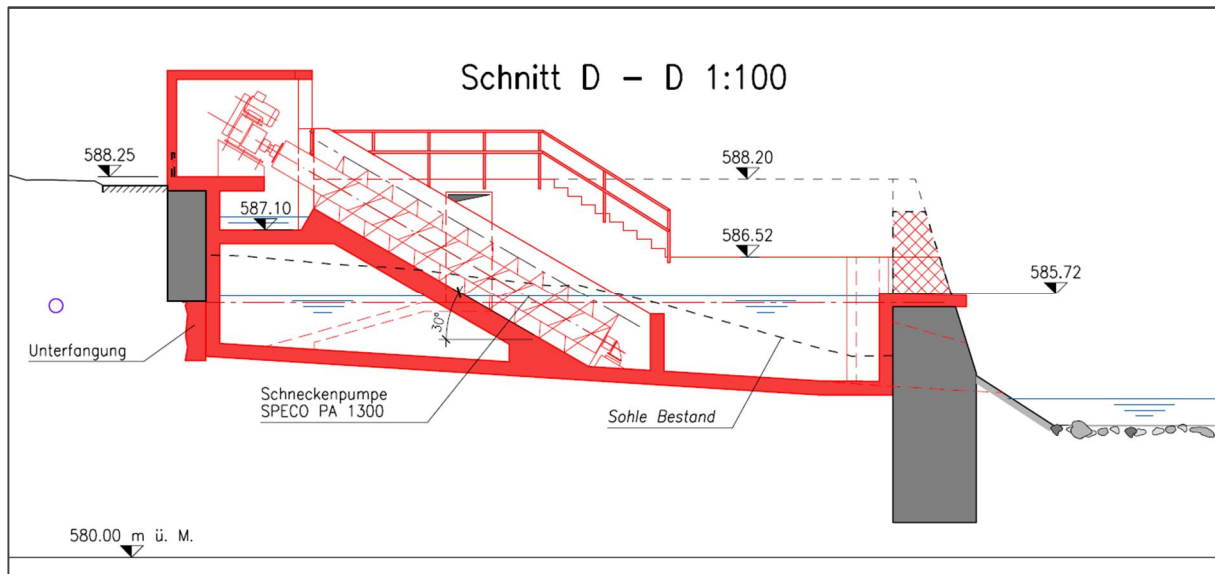 Schnitt D – D 1:100
588.25
588.20
587.10
586.52
585.72
30°
Unterfangung
Schneckenpumpe
SPECO PA 1300
Sohle Bestand
580.00 m ü. M.